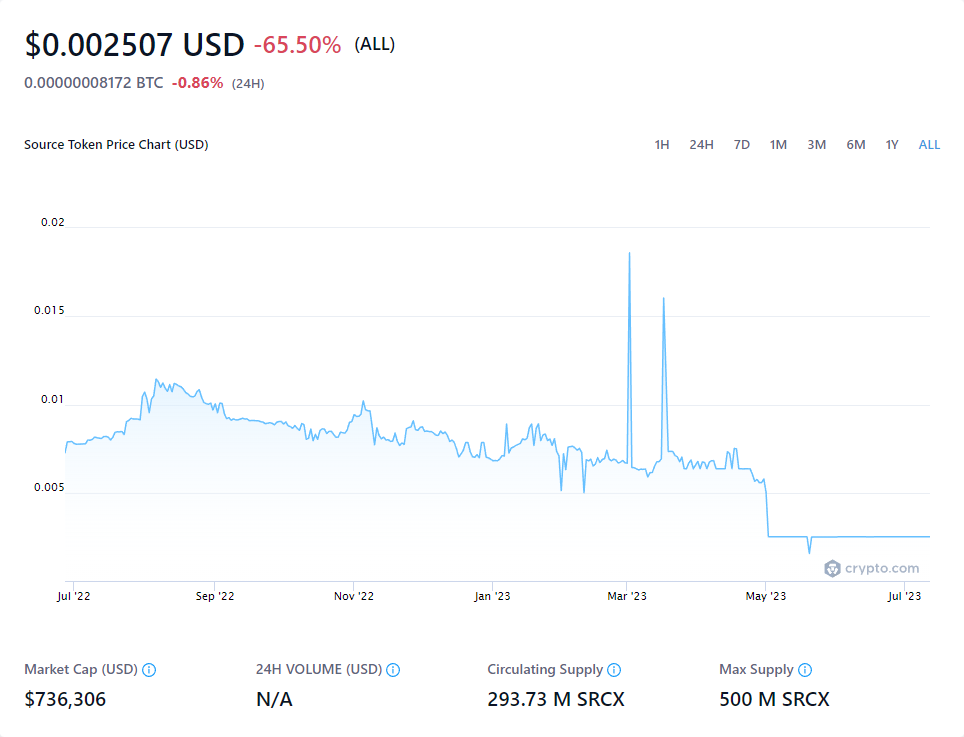 $0.002507 USD -65.50% (ALL)
0.00000008172 BTC -0.86% (24H)
Source Token Price Chart (USD) 1H 24H 7D 1M 3M 6M 1Y ALL
0.02
0.015
0.01
0.005
crypto.com
Jul '22 Sep '22 Nov '22 Jan '23 Mar '23 May '23 Jul '23
Market Cap (USD) 24H VOLUME (USD) Circulating Supply Max Supply
$736,306 N/A 293.73 M SRCX 500 M SRCX